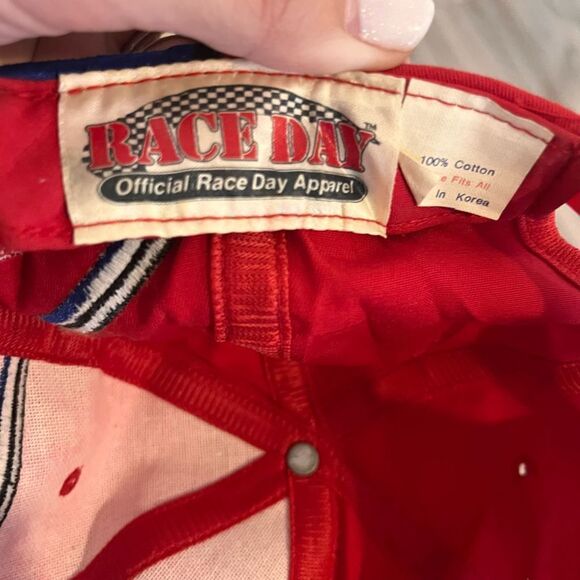 RACE DAY™
Official Race Day Apparel
100% Cotton
e Fits All
In Korea